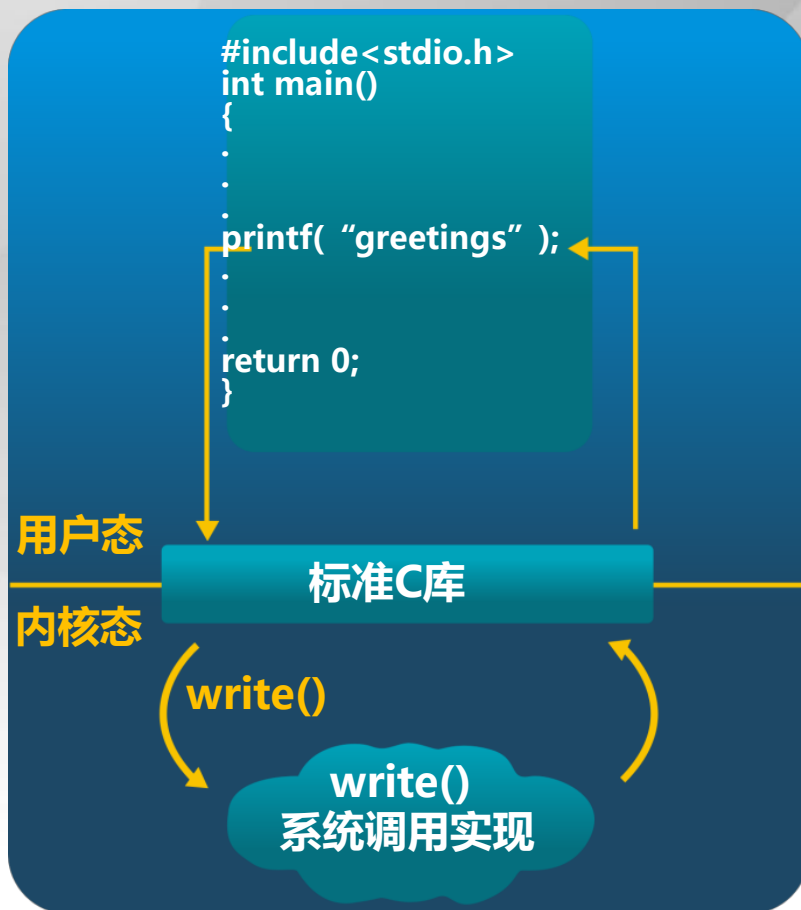 #include<stdio.h>
int main()
{
.
.
.
printf( “greetings” );
.
.
.
return 0;
}
用户态
标准C库
内核态
write()
write()
系统调用实现